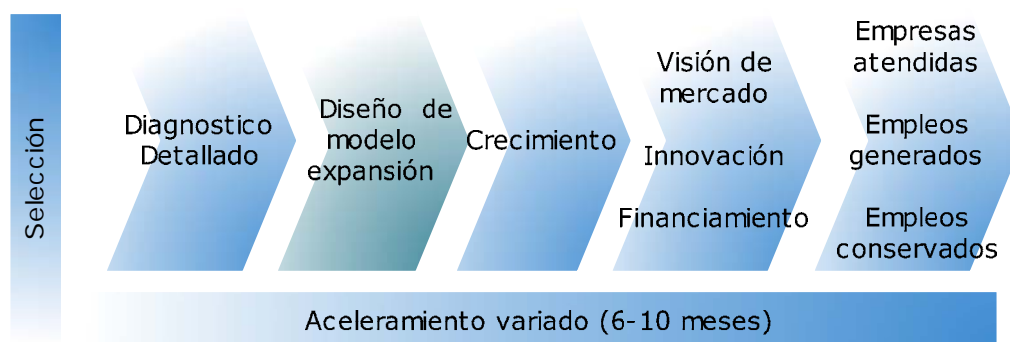 Selección
Diagnostico
Detallado
Diseño de
modelo
expansión
Crecimiento
Visión de
mercado
Innovación
Financiamiento
Empresas
atendidas
Empleos
generados
Empleos
conservados
Aceleramiento variado (6-10 meses)